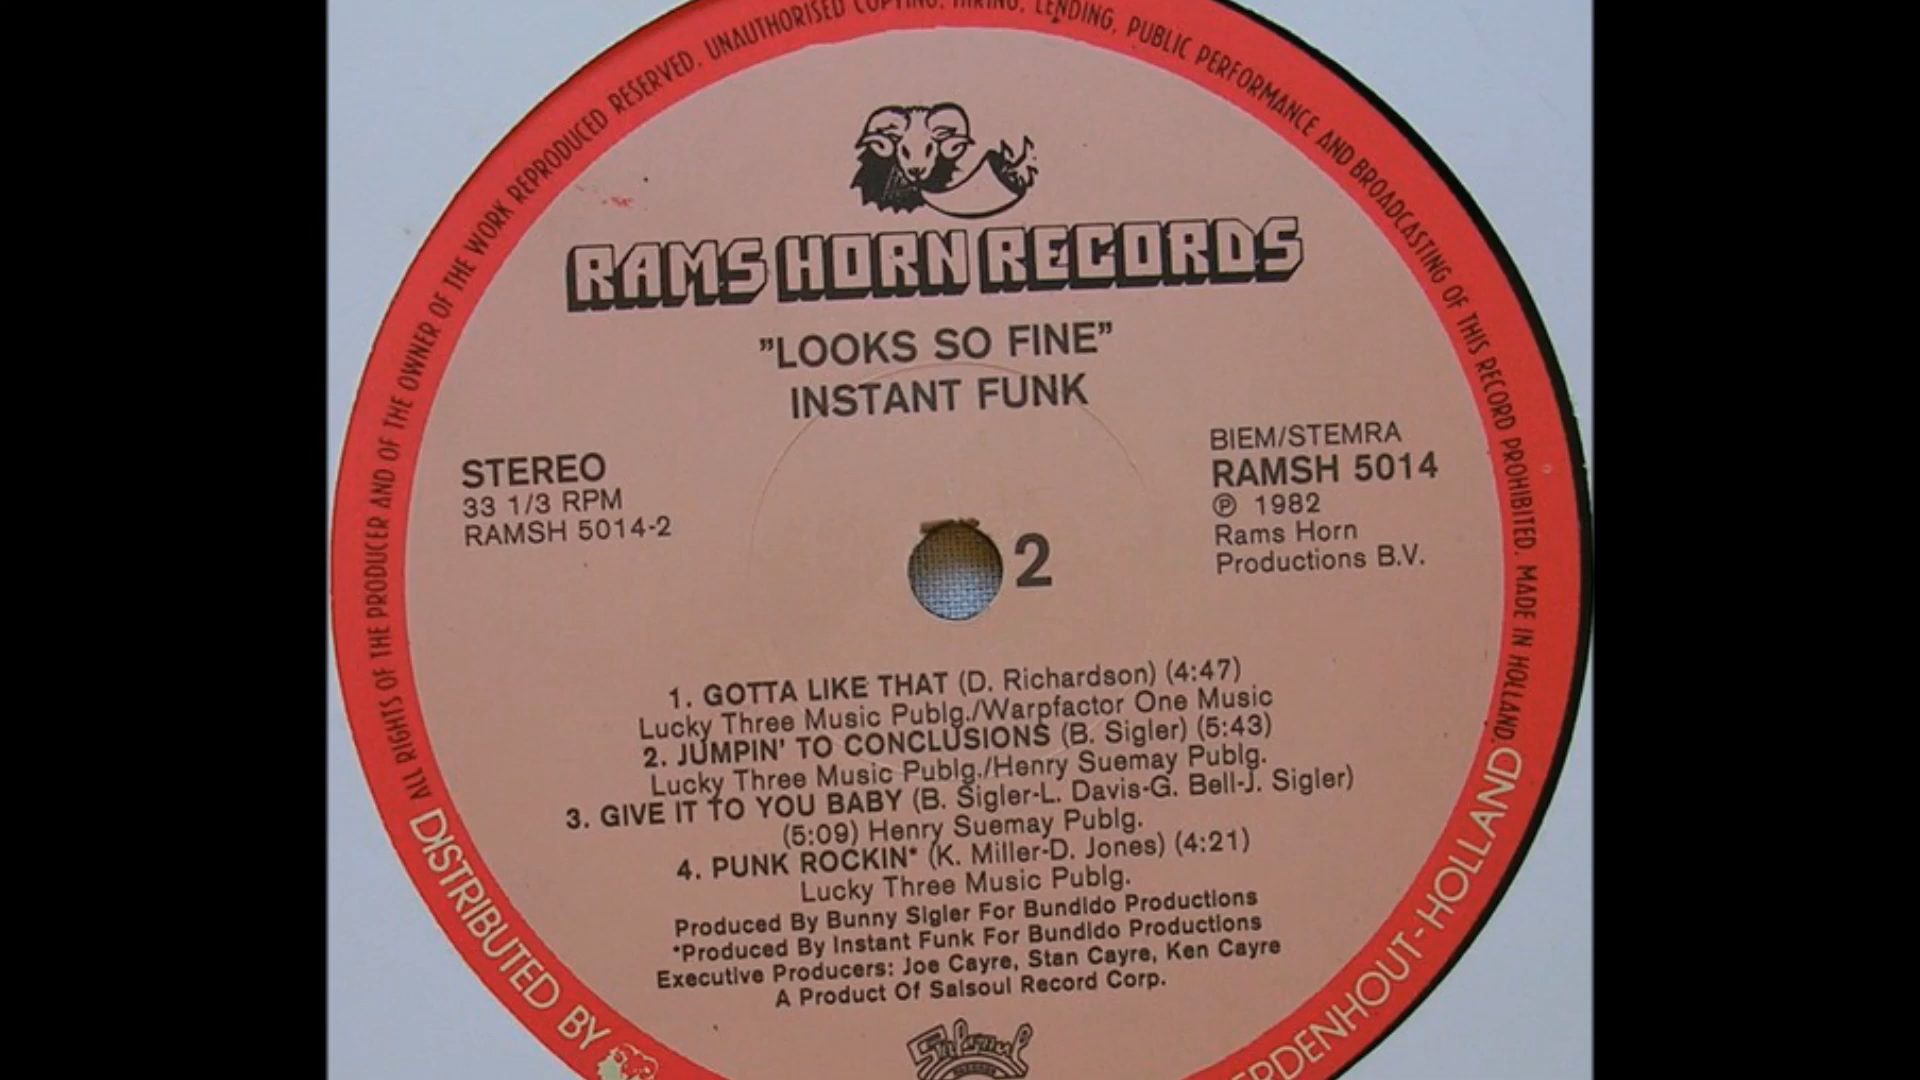 ALL RIGHTS OF THE PRODUCER AND OF THE OWNER OF THE WORK REPRODUCED RESERVED. UNAUTHORISED COPYING, HIRING, LENDING, PUBLIC PERFORMANCE AND BROADCASTING OF THIS RECORD PROHIBITED. MADE IN HOLLAND.
RAMS HORN RECORDS
"LOOKS SO FINE"
INSTANT FUNK
STEREO
33 1/3 RPM
RAMSH 5014-2
BIEM/STEMRA
RAMSH 5014
℗ 1982
Rams Horn
Productions B.V.
2
1. GOTTA LIKE THAT (D. Richardson) (4:47)
Lucky Three Music Publg./Warpfactor One Music
2. JUMPIN' TO CONCLUSIONS (B. Sigler) (5:43)
Lucky Three Music Publg./Henry Suemay Publg.
3. GIVE IT TO YOU BABY (B. Sigler-L. Davis-G. Bell-J. Sigler)
(5:09) Henry Suemay Publg.
4. PUNK ROCKIN* (K. Miller-D. Jones) (4:21)
Lucky Three Music Publg.
Produced By Bunny Sigler For Bundido Productions
*Produced By Instant Funk For Bundido Productions
Executive Producers: Joe Cayre, Stan Cayre, Ken Cayre
A Product Of Salsoul Record Corp.
Salsoul
DISTRIBUTED BY
ERDENHOUT-HOLLAND